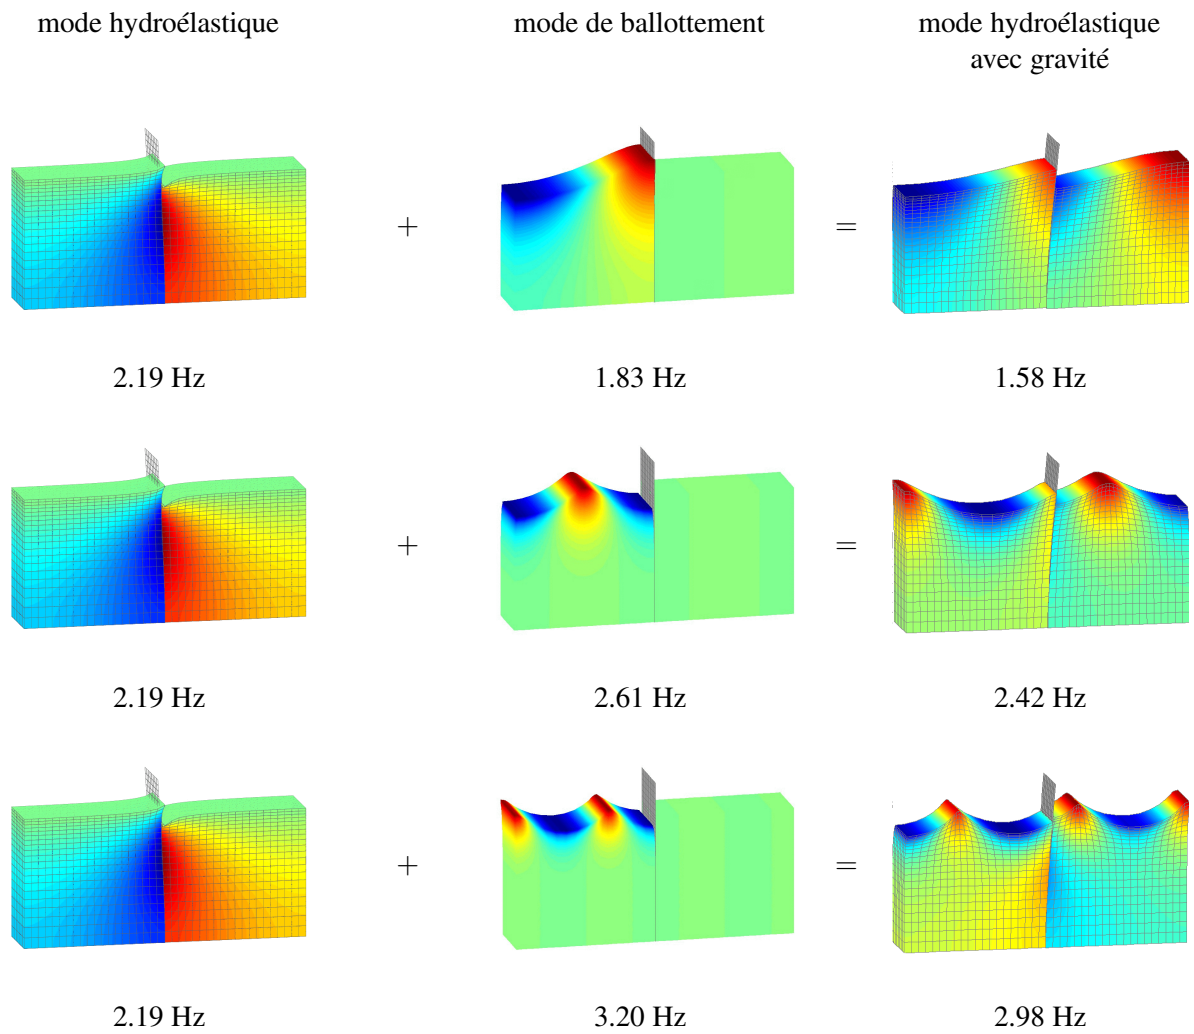 mode hydroélastique
mode de ballottement
mode hydroélastique
avec gravité
+
=
2.19 Hz
1.83 Hz
1.58 Hz
+
=
2.19 Hz
2.61 Hz
2.42 Hz
+
=
2.19 Hz
3.20 Hz
2.98 Hz